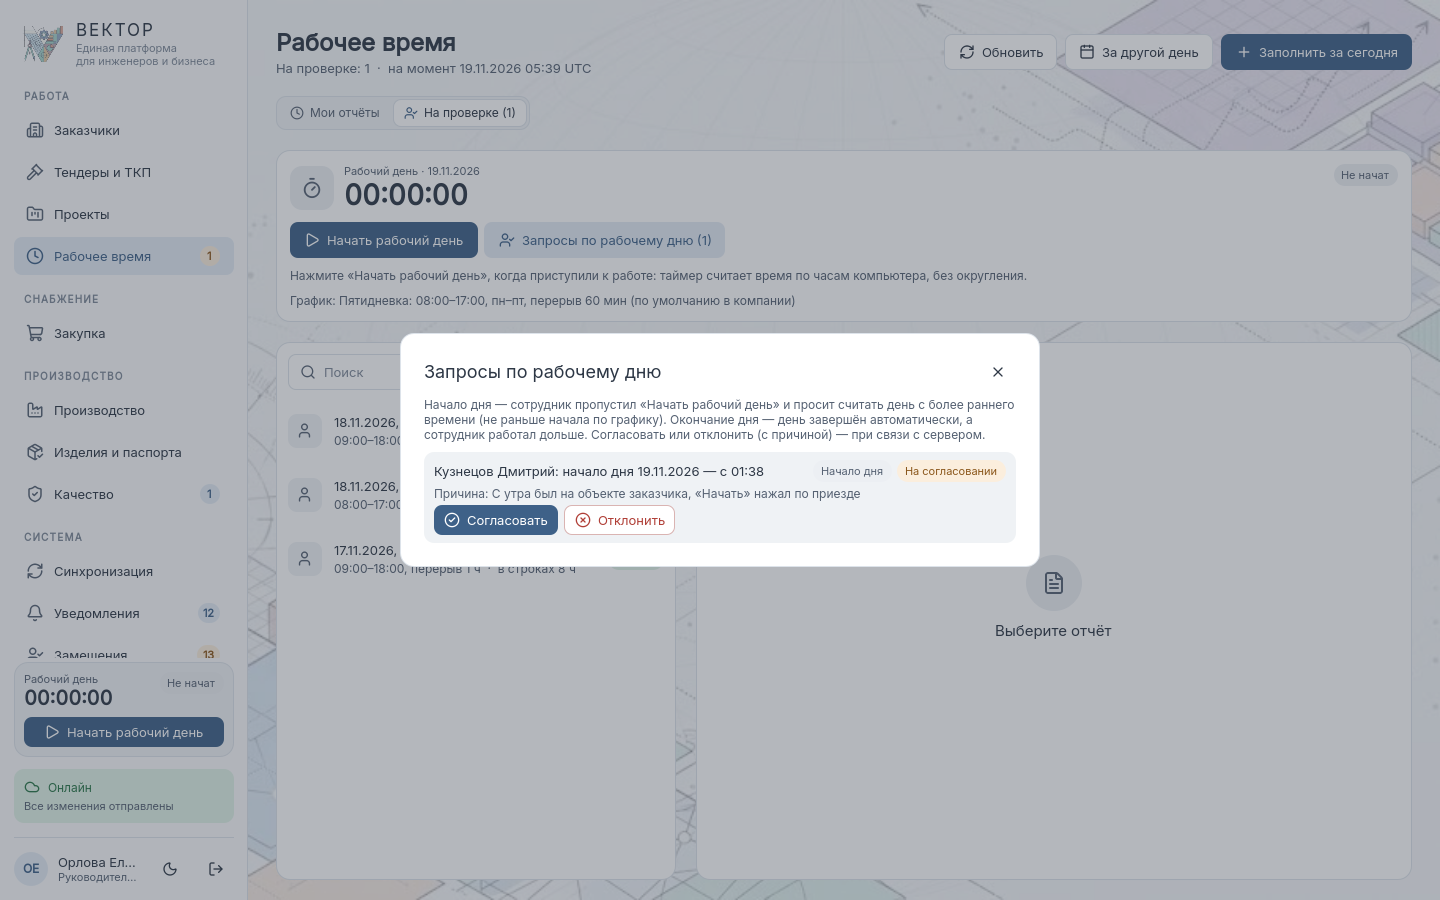 ВЕКТОР
Единая платформа
для инженеров и бизнеса
РАБОТА
Заказчики
Тендеры и ТКП
Проекты
Рабочее время 1
СНАБЖЕНИЕ
Закупка
ПРОИЗВОДСТВО
Производство
Изделия и паспорта
Качество 1
СИСТЕМА
Синхронизация
Уведомления 12
Замещения 13
Рабочий день
Не начат
00:00:00
Начать рабочий день
Онлайн
Все изменения отправлены
ОЕ
Орлова Ел...
Руководител...
Рабочее время
На проверке: 1 · на момент 19.11.2026 05:39 UTC
Обновить
За другой день
Заполнить за сегодня
Мои отчёты
На проверке (1)
Рабочий день · 19.11.2026
00:00:00
Не начат
Начать рабочий день
Запросы по рабочему дню (1)
Нажмите «Начать рабочий день», когда приступили к работе: таймер считает время по часам компьютера, без округления.
График: Пятидневка: 08:00–17:00, пн–пт, перерыв 60 мин (по умолчанию в компании)
Поиск
18.11.2026,
09:00–18:00
18.11.2026,
08:00–17:00
17.11.2026,
09:00–18:00, перерыв 1 ч · в строках 8 ч
Выберите отчёт
Запросы по рабочему дню
Начало дня — сотрудник пропустил «Начать рабочий день» и просит считать день с более раннего
времени (не раньше начала по графику). Окончание дня — день завершён автоматически, а
сотрудник работал дольше. Согласовать или отклонить (с причиной) — при связи с сервером.
Кузнецов Дмитрий: начало дня 19.11.2026 — с 01:38
Начало дня
На согласовании
Причина: С утра был на объекте заказчика, «Начать» нажал по приезде
Согласовать
Отклонить